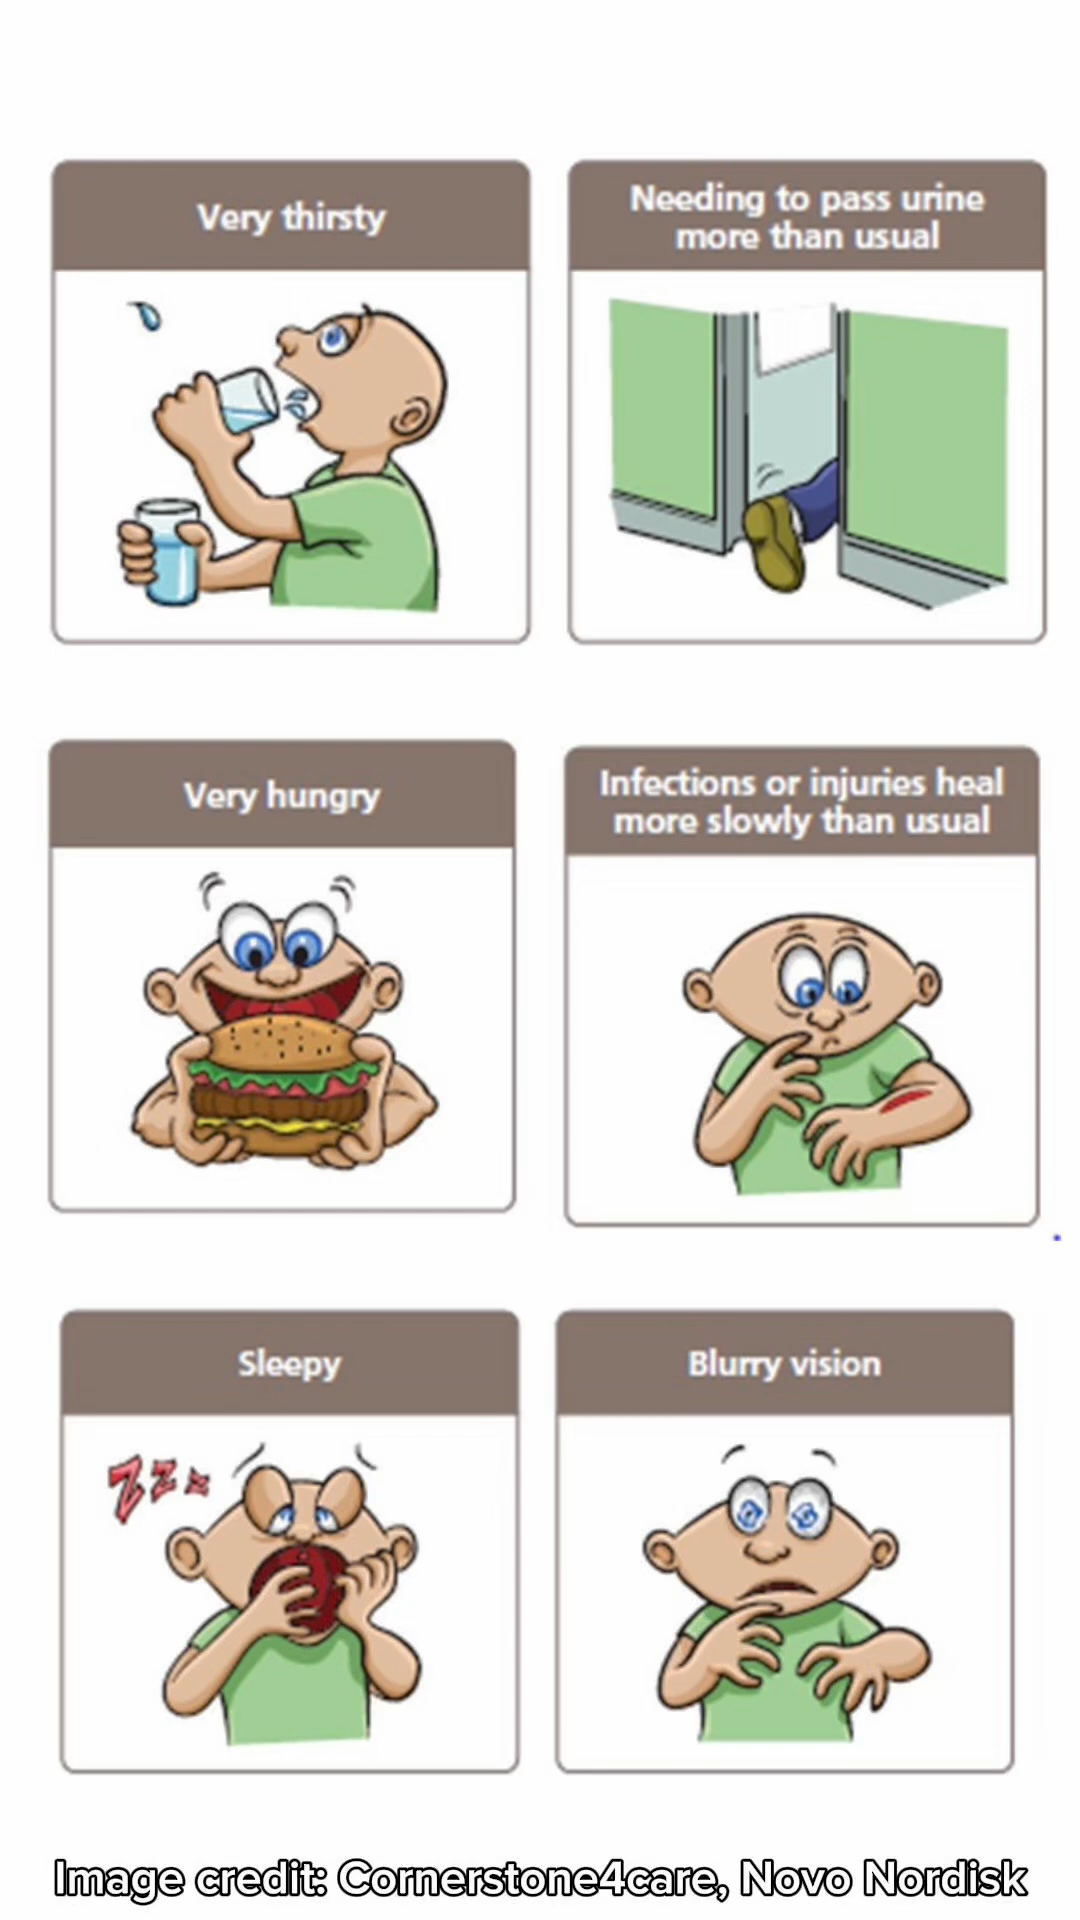 Very thirsty
Needing to pass urine
more than usual
Very hungry
Infections or injuries heal
more slowly than usual
Sleepy
Zzz
Blurry vision
Image credit: Cornerstone4care, Novo Nordisk